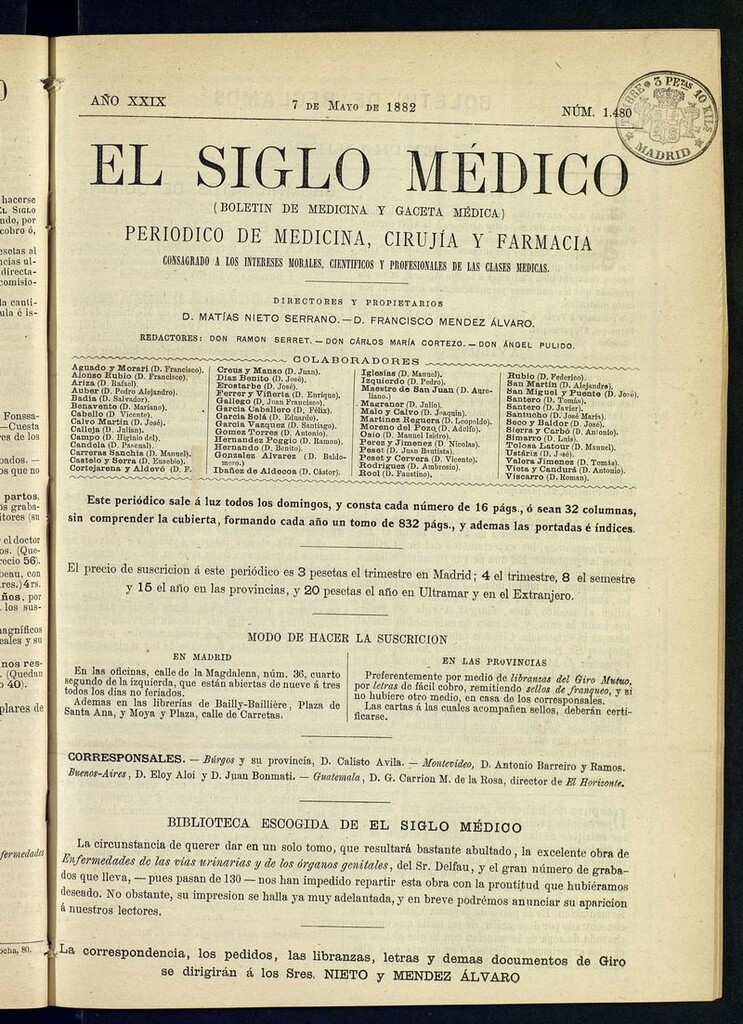 AÑO XXIX
7 DE MAYO DE 1882
NÚM. 1.480
TIMBRE 3 PETAS 10 KILS
MADRID
EL SIGLO MÉDICO
(BOLETIN DE MEDICINA Y GACETA MÉDICA)
PERIODICO DE MEDICINA, CIRUJÍA Y FARMACIA
CONSAGRADO A LOS INTERESES MORALES, CIENTIFICOS Y PROFESIONALES DE LAS CLASES MEDICAS.
DIRECTORES Y PROPIETARIOS
D. MATÍAS NIETO SERRANO.—D. FRANCISCO MENDEZ ÁLVARO.
REDACTORES: DON RAMON SERRET.—DON CÁRLOS MARÍA CORTEZO.—DON ÁNGEL PULIDO.
COLABORADORES
Aguado y Morari (D. Francisco).
Alonso Rubio (D. Francisco).
Ariza (D. Rafael).
Auber (D. Pedro Alejandro).
Badía (D. Salvador).
Benavente (D. Mariano).
Cabello (D. Vicente).
Calvo Martin (D. José).
Calleja (D. Julian).
Campo (D. Higinio del)
Candela (D. Pascual).
Carreras Sanchís (D. Manuel).
Castelo y Serra (D. Eusebio).
Cortejarena y Aldevó (D. F.
Creus y Manso (D. Juan).
Díaz Benito (D. José).
Erostarbe (D. José).
Ferrer y Viñerta (D. Enrique).
Gallego (D. Juan Francisco).
García Caballero (D. Félix).
García Solá (D. Eduardo).
García Vazquez (D. Santiago).
Gomez Torres (D. Antonio).
Hernandez Poggio (D. Ramon).
Hernando (D. Benito).
Gonzalez Alvarez (D. Baldo-
mero.)
Ibañez de Aldecoa (D. Cástor).
Iglesias (D. Manuel).
Izquierdo (D. Pedro).
Maestro de San Juan (D. Aure-
liano.)
Magraner (D. Julio).
Malo y Calvo (D. Joaquin).
Martinez Reguera (D. Leopoldo).
Moreno del Pozo (D. Adolfo).
Osio (D. Manuel Isidro).
Perez y Jimenez (D. Nicolas).
Peset (D. Juan Bautista).
Peset y Cervera (D. Vicente).
Rodriguez (D. Ambrosio).
Rool (D. Faustino).
Rubio (D. Federico).
San Martin (D. Alejandro).
San Miguel y Puente (D. José).
Santero (D. Tomás).
Santero (D. Javier).
Santucho (D. José María).
Seco y Baldor (D. José).
Sierra y Carbó (D. Antonio).
Simarro (D. Luis).
Tolosa Latour (D. Manuel).
Ustáriz (D. José).
Valera Jimenez (D. Tomás).
Vieta y Candurá (D. Antonio).
Viscarro (D. Roman).
Este periódico sale á luz todos los domingos, y consta cada número de 16 págs., ó sean 32 columnas,
sin comprender la cubierta, formando cada año un tomo de 832 págs., y ademas las portadas é índices.
El precio de suscricion á este periódico es 3 pesetas el trimestre en Madrid; 4 el trimestre, 8 el semestre
y 15 el año en las provincias, y 20 pesetas el año en Ultramar y en el Extranjero.
MODO DE HACER LA SUSCRICION
EN MADRID
En las oficinas, calle de la Magdalena, núm. 36, cuarto
segundo de la izquierda, que están abiertas de nueve á tres
todos los dias no feriados.
Ademas en las librerías de Bailly-Baillière, Plaza de
Santa Ana, y Moya y Plaza, calle de Carretas.
EN LAS PROVINCIAS
Preferentemente por medio de libranzas del Giro Mutuo,
por letras de fácil cobro, remitiendo sellos de franqueo, y si
no hubiere otro medio, en casa de los corresponsales.
Las cartas á las cuales acompañen sellos, deberán certi-
ficarse.
CORRESPONSALES. — Búrgos y su provincia, D. Calisto Avila. — Montevideo, D. Antonio Barreiro y Ramos.
Buenos-Aires, D. Eloy Aloi y D. Juan Bonmati. — Guatemala, D. G. Carrion M. de la Rosa, director de El Horizonte.
BIBLIOTECA ESCOGIDA DE EL SIGLO MÉDICO
La circunstancia de querer dar en un solo tomo, que resultará bastante abultado, la excelente obra de
Enfermedades de las vias urinarias y de los órganos genitales, del Sr. Delfau, y el gran número de graba-
dos que lleva, — pues pasan de 130 — nos han impedido repartir esta obra con la prontitud que hubiéramos
deseado. No obstante, su impresion se halla ya muy adelantada, y en breve podrémos anunciar su aparicion
á nuestros lectores.
La correspondencia, los pedidos, las libranzas, letras y demas documentos de Giro
se dirigirán á los Sres. NIETO y MENDEZ ÁLVARO